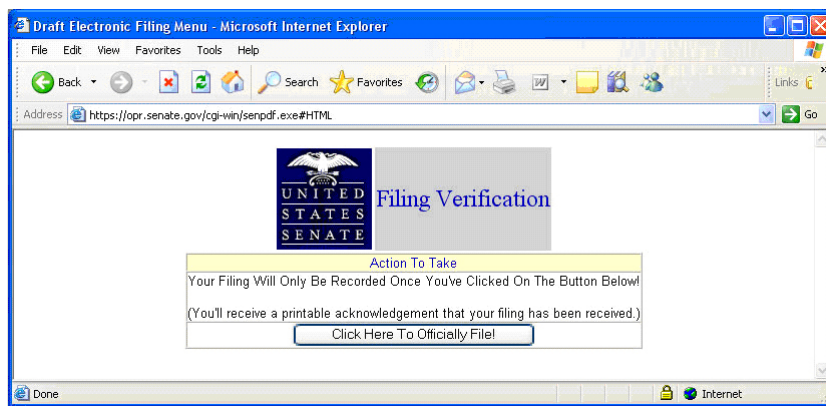 Draft Electronic Filing Menu - Microsoft Internet Explorer
File Edit View Favorites Tools Help
Back Search Favorites Links
Address https://opr.senate.gov/cgi-win/senpdf.exe#HTML Go
UNITED
STATES
SENATE
Filing Verification
Action To Take
Your Filing Will Only Be Recorded Once You've Clicked On The Button Below!
(You'll receive a printable acknowledgement that your filing has been received.)
Click Here To Officially File!
Done Internet